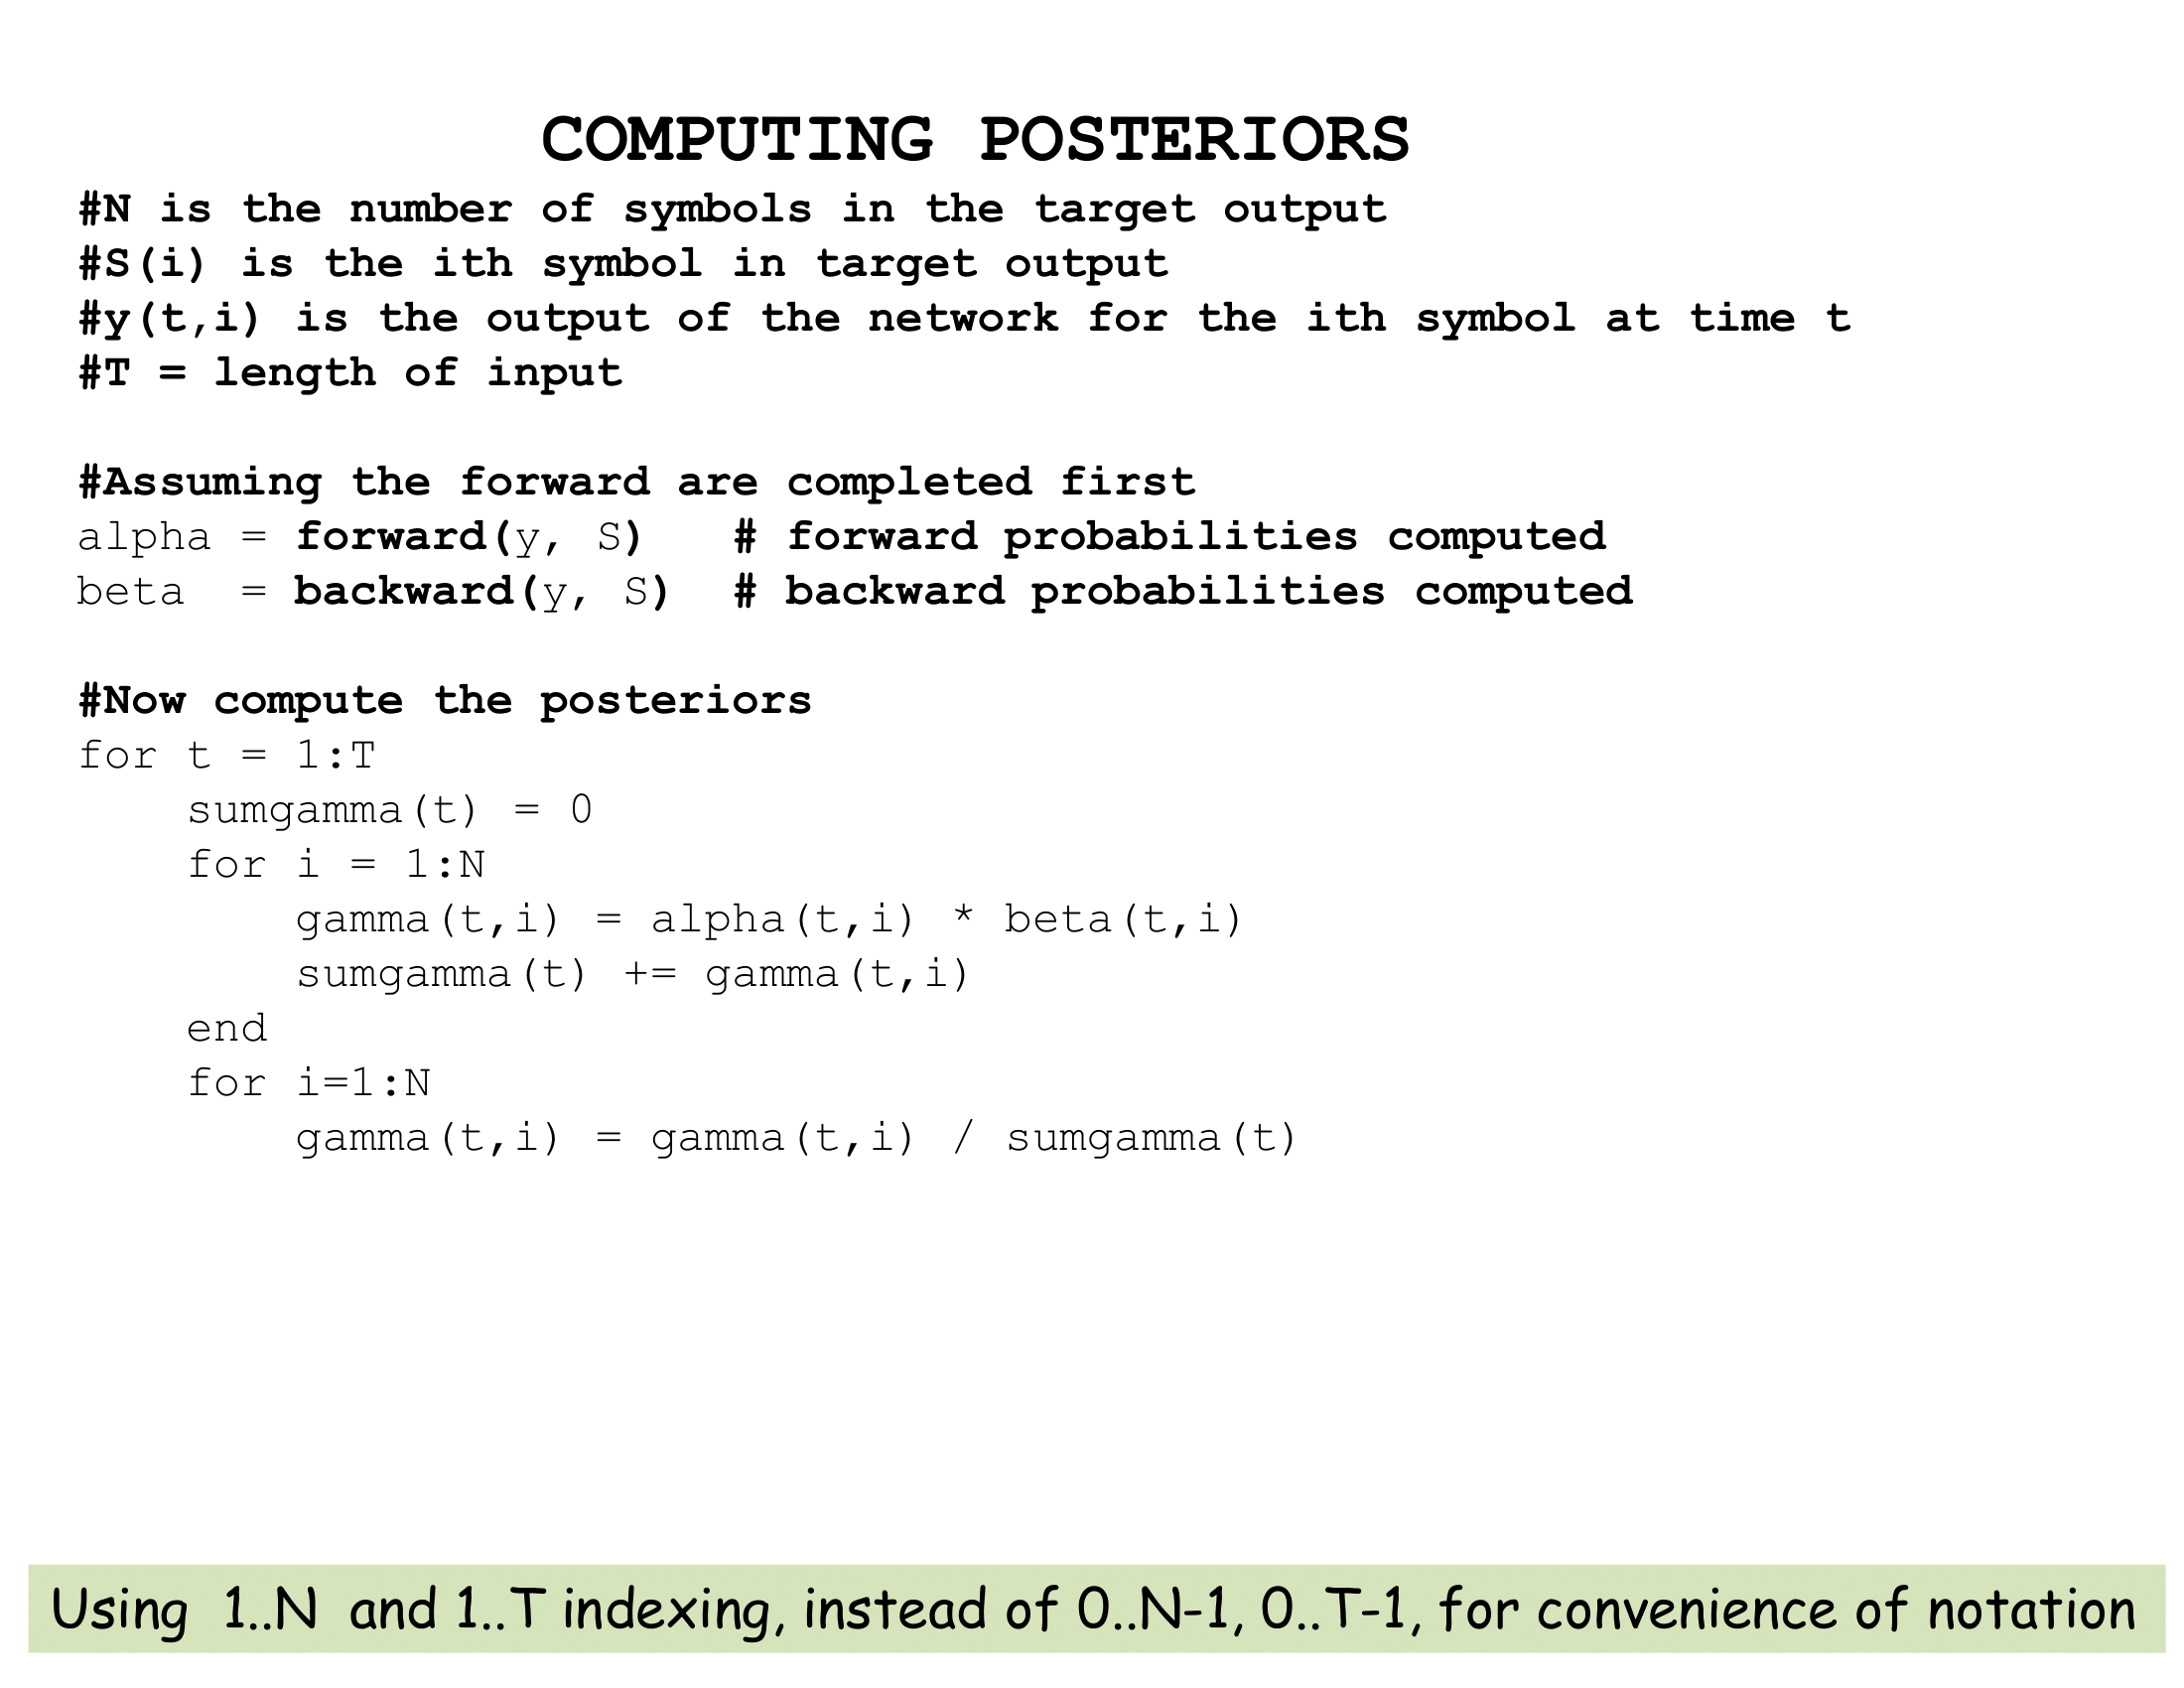 COMPUTING POSTERIORS
#N is the number of symbols in the target output
#S(i) is the ith symbol in target output
#y(t,i) is the output of the network for the ith symbol at time t
#T = length of input
#Assuming the forward are completed first
alpha = forward(y, S)   # forward probabilities computed
beta  = backward(y, S)  # backward probabilities computed
#Now compute the posteriors
for t = 1:T
    sumgamma(t) = 0
    for i = 1:N
        gamma(t,i) = alpha(t,i) * beta(t,i)
        sumgamma(t) += gamma(t,i)
    end
    for i=1:N
        gamma(t,i) = gamma(t,i) / sumgamma(t)
Using 1..N and 1..T indexing, instead of 0..N-1, 0..T-1, for convenience of notation